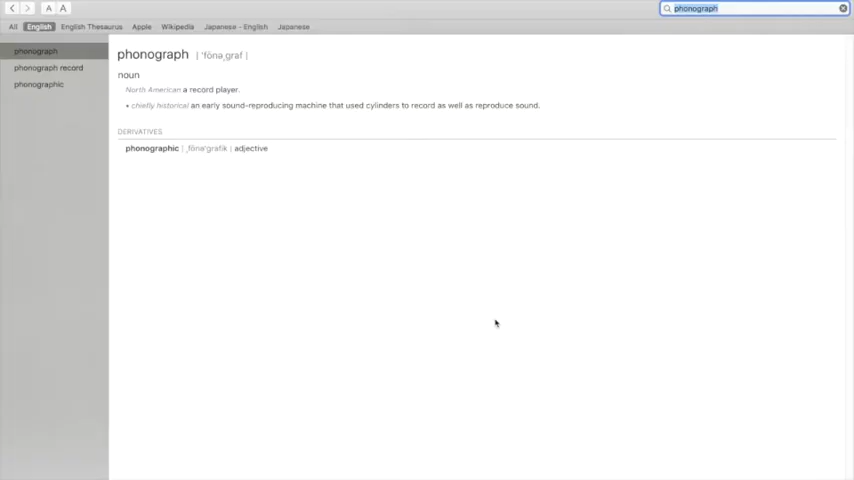 A A
phonograph
All English English Thesaurus Apple Wikipedia Japanese - English Japanese
phonograph
phonograph record
phonographic
phonograph | ˈfōnəˌɡraf |
noun
North American a record player.
• chiefly historical an early sound-reproducing machine that used cylinders to record as well as reproduce sound.
DERIVATIVES
phonographic | ˌfōnəˈɡrafik | adjective